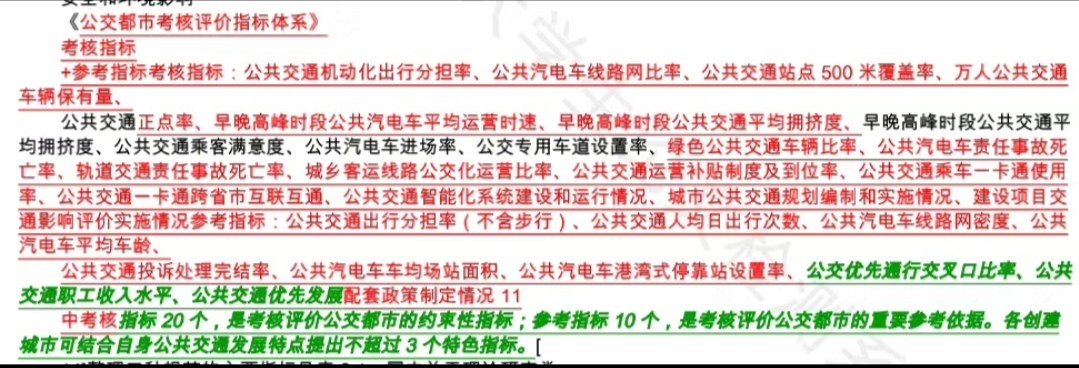 《公交都市考核评价指标体系》
考核指标
+参考指标考核指标：公共交通机动化出行分担率、公共汽电车线路网比率、公共交通站点 500 米覆盖率、万人公共交通
车辆保有量、
公共交通正点率、早晚高峰时段公共汽电车平均运营时速、早晚高峰时段公共交通平均拥挤度、早晚高峰时段公共交通平
均拥挤度、公共交通乘客满意度、公共汽电车进场率、公交专用车道设置率、绿色公共交通车辆比率、公共汽电车责任事故死
亡率、轨道交通责任事故死亡率、城乡客运线路公交化运营比率、公共交通运营补贴制度及到位率、公共交通乘车一卡通使用
率、公共交通一卡通跨省市互联互通、公共交通智能化系统建设和运行情况、城市公共交通规划编制和实施情况、建设项目交
通影响评价实施情况参考指标：公共交通出行分担率（不含步行）、公共交通人均日出行次数、公共汽电车线路网密度、公共
汽电车平均车龄、
公共交通投诉处理完结率、公共汽电车车均场站面积、公共汽电车港湾式停靠站设置率、公交优先通行交叉口比率、公共
交通职工收入水平、公共交通优先发展配套政策制定情况 11
中考核指标 20 个，是考核评价公交都市的约束性指标；参考指标 10 个，是考核评价公交都市的重要参考依据。各创建
城市可结合自身公共交通发展特点提出不超过 3 个特色指标。[